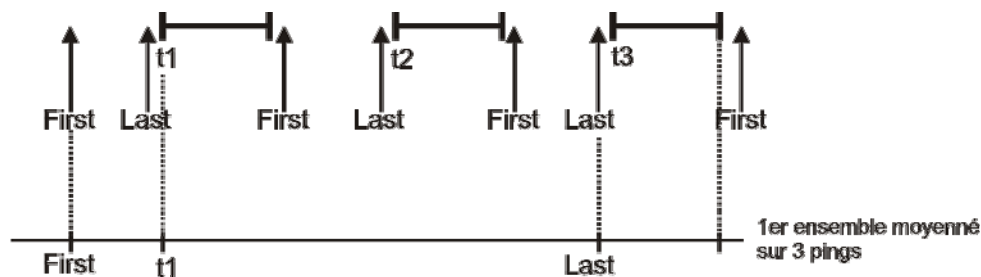 t1 t2 t3
First Last First Last First Last First
1er ensemble moyenné
sur 3 pings
First t1 Last